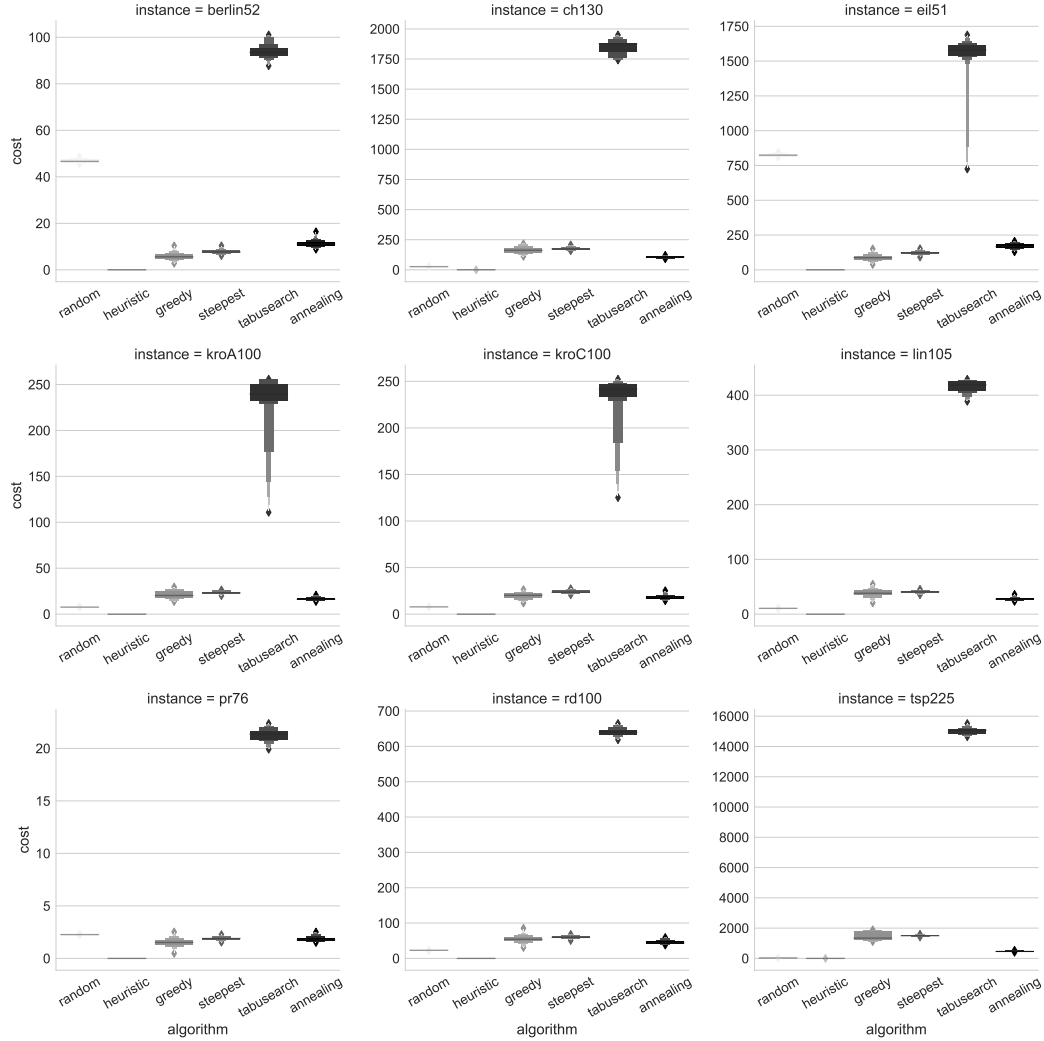 instance = berlin52
cost
100
80
60
40
20
0
random heuristic greedy steepest tabusearch annealing
instance = ch130
2000
1750
1500
1250
1000
750
500
250
0
random heuristic greedy steepest tabusearch annealing
instance = eil51
1750
1500
1250
1000
750
500
250
0
random heuristic greedy steepest tabusearch annealing
instance = kroA100
cost
250
200
150
100
50
0
random heuristic greedy steepest tabusearch annealing
instance = kroC100
250
200
150
100
50
0
random heuristic greedy steepest tabusearch annealing
instance = lin105
400
300
200
100
0
random heuristic greedy steepest tabusearch annealing
instance = pr76
cost
20
15
10
5
0
random heuristic greedy steepest tabusearch annealing
algorithm
instance = rd100
700
600
500
400
300
200
100
0
random heuristic greedy steepest tabusearch annealing
algorithm
instance = tsp225
16000
14000
12000
10000
8000
6000
4000
2000
0
random heuristic greedy steepest tabusearch annealing
algorithm